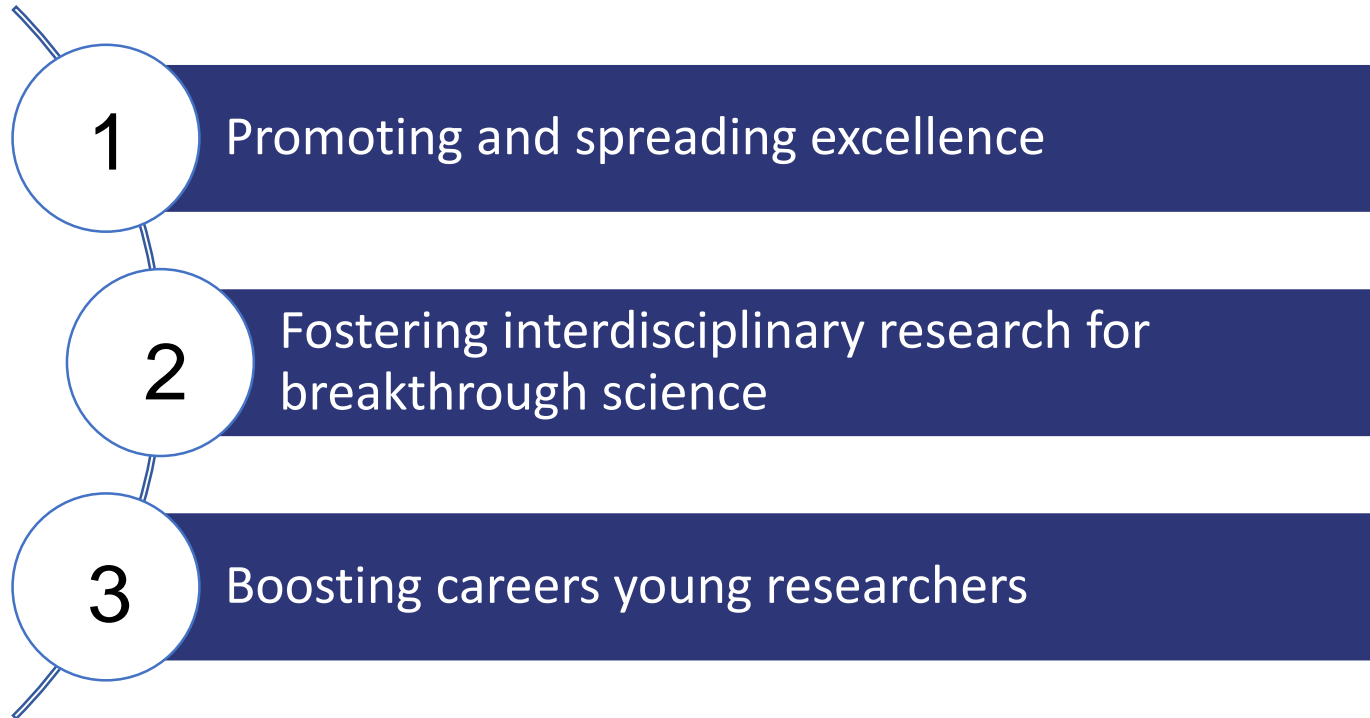 1
Promoting and spreading excellence
2
Fostering interdisciplinary research for
breakthrough science
3
Boosting careers young researchers